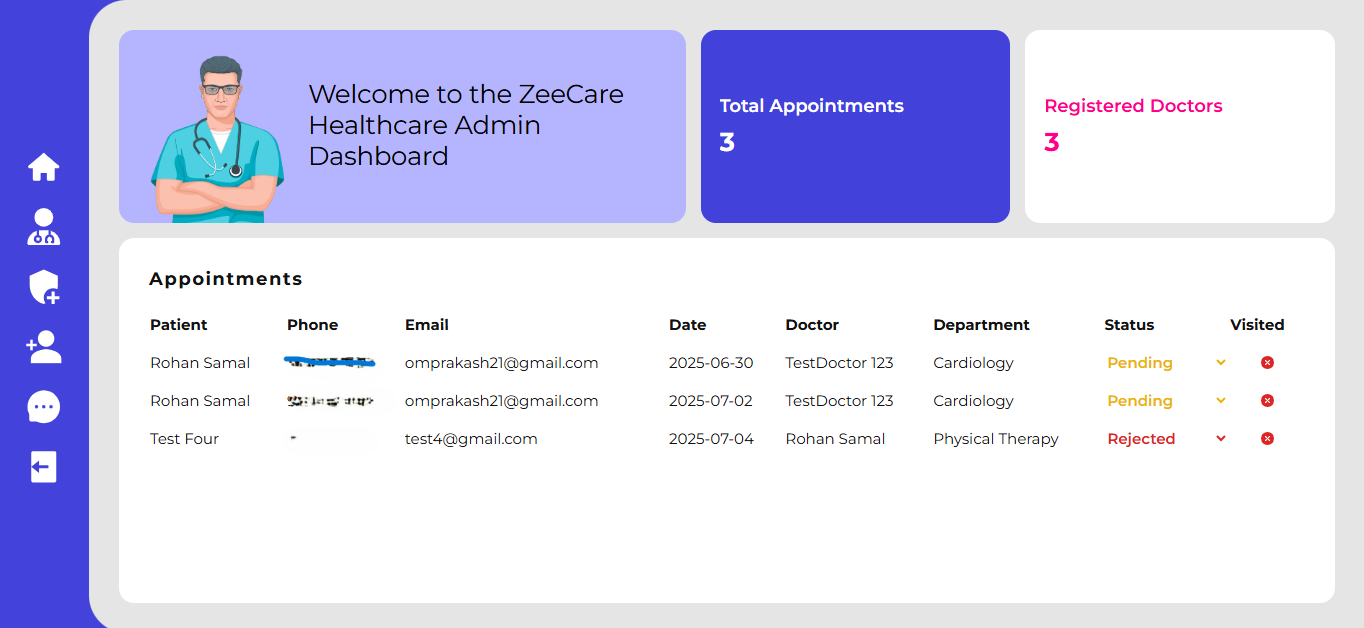 Welcome to the ZeeCare
Healthcare Admin
Dashboard
Total Appointments
3
Registered Doctors
3
Appointments
Patient Phone Email Date Doctor Department Status Visited
Rohan Samal omprakash21@gmail.com 2025-06-30 TestDoctor 123 Cardiology Pending
Rohan Samal omprakash21@gmail.com 2025-07-02 TestDoctor 123 Cardiology Pending
Test Four test4@gmail.com 2025-07-04 Rohan Samal Physical Therapy Rejected